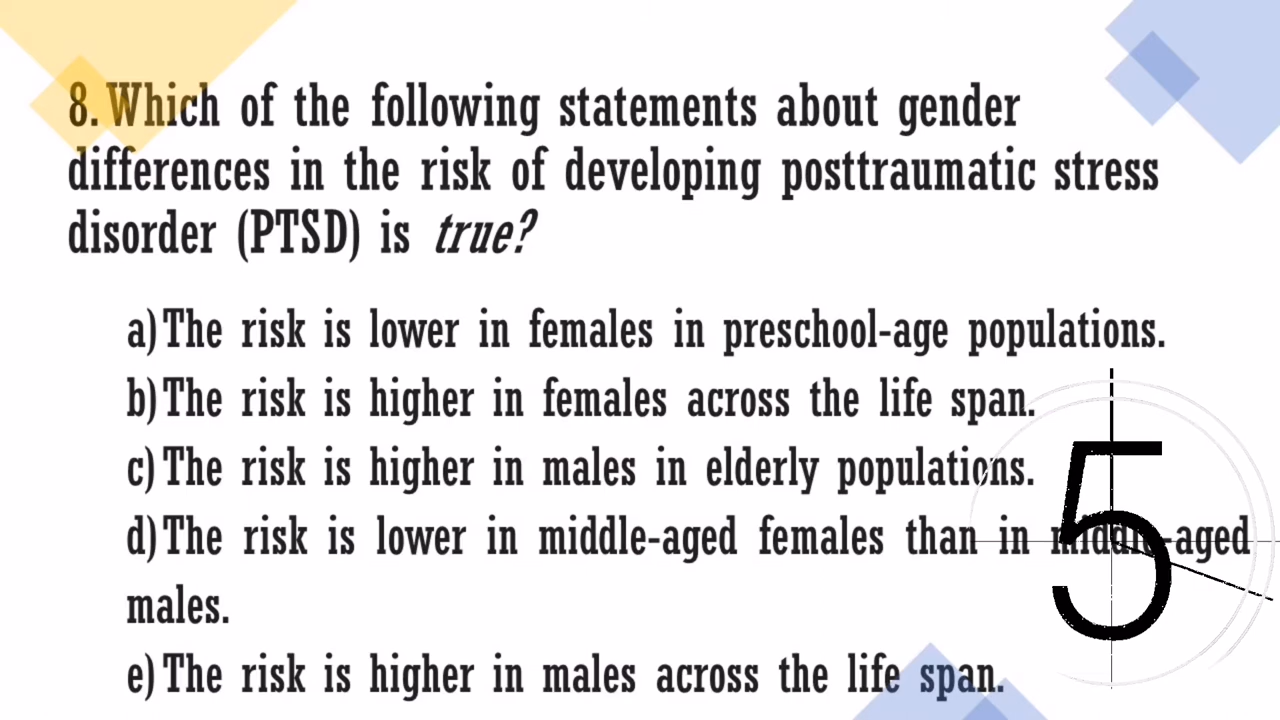 8. Which of the following statements about gender
differences in the risk of developing posttraumatic stress
disorder (PTSD) is true?
a) The risk is lower in females in preschool-age populations.
b) The risk is higher in females across the life span.
c) The risk is higher in males in elderly populations.
d) The risk is lower in middle-aged females than in middle-aged
males.
e) The risk is higher in males across the life span.
5